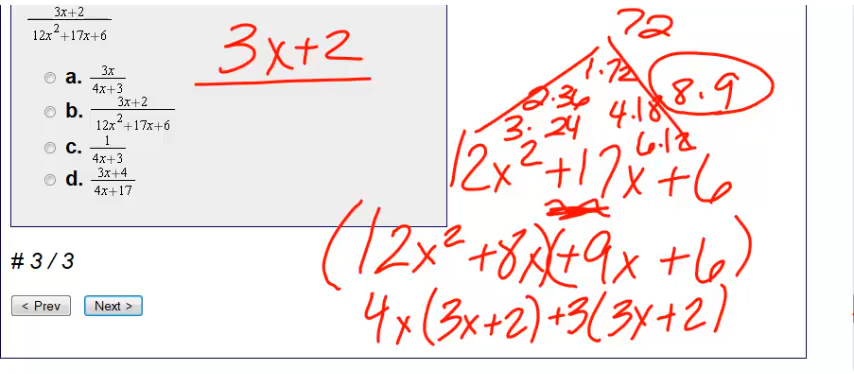 3x+2
12x²+17x+6
a. 3x
4x+3
b. 3x+2
12x²+17x+6
c. 1
4x+3
d. 3x+4
4x+17
#3/3
< Prev
Next >
3x+2
72
1·72
2·36
3·24
4·18
6·12
8·9
12x²+17x+6
(12x²+8x)(+9x+6)
4x(3x+2)+3(3x+2)